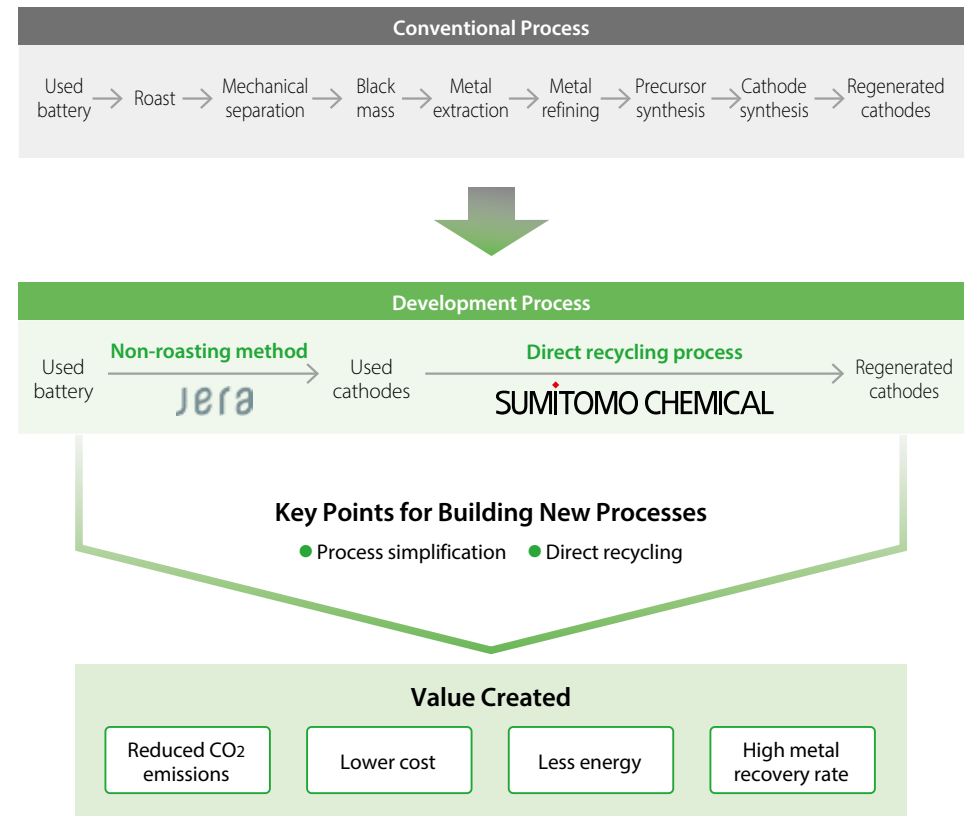 Conventional Process
Used
battery
Roast
Mechanical
separation
Black
mass
Metal
extraction
Metal
refining
Precursor
synthesis
Cathode
synthesis
Regenerated
cathodes
Development Process
Used
battery
Non-roasting method
Jera
Used
cathodes
Direct recycling process
SUMITOMO CHEMICAL
Regenerated
cathodes
Key Points for Building New Processes
● Process simplification ● Direct recycling
Value Created
Reduced CO2
emissions
Lower cost
Less energy
High metal
recovery rate